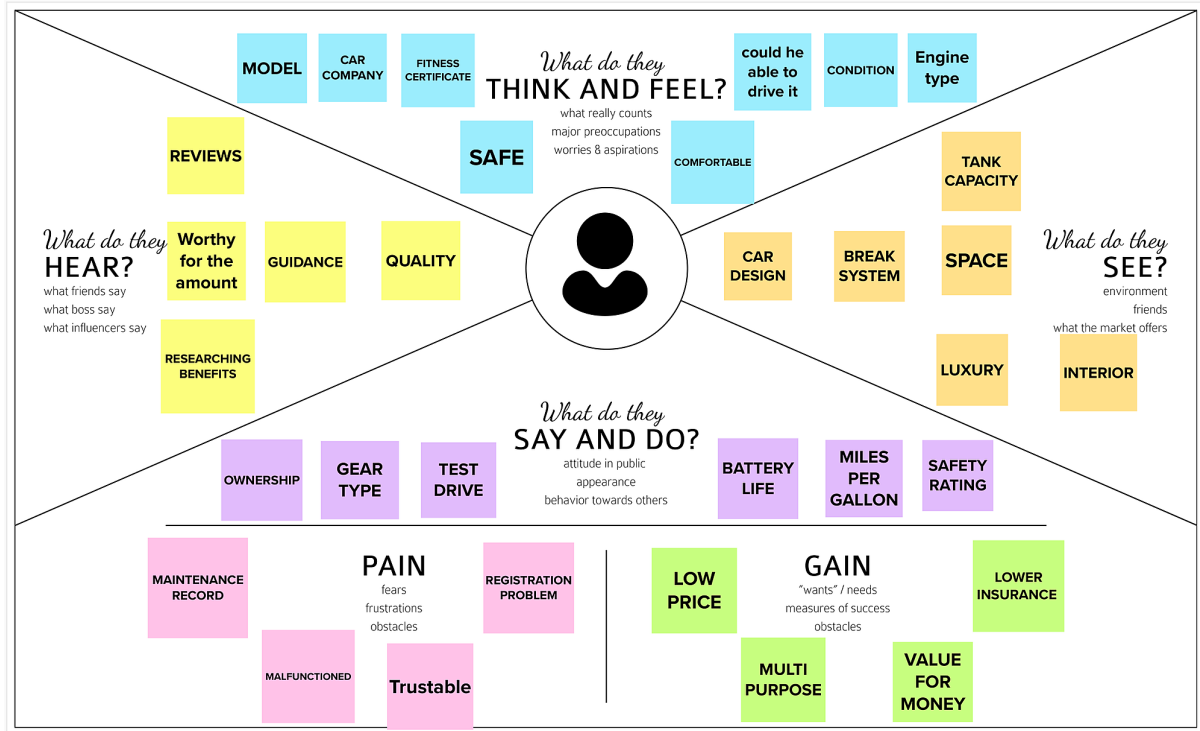 What do they
THINK AND FEEL?
what really counts
major preoccupations
worries & aspirations
MODEL
CAR
COMPANY
FITNESS
CERTIFICATE
could he
able to
drive it
CONDITION
Engine
type
SAFE
COMFORTABLE
What do they
HEAR?
what friends say
what boss say
what influencers say
REVIEWS
Worthy
for the
amount
GUIDANCE
QUALITY
RESEARCHING
BENEFITS
What do they
SEE?
environment
friends
what the market offers
TANK
CAPACITY
CAR
DESIGN
BREAK
SYSTEM
SPACE
LUXURY
INTERIOR
What do they
SAY AND DO?
attitude in public
appearance
behavior towards others
OWNERSHIP
GEAR
TYPE
TEST
DRIVE
BATTERY
LIFE
MILES
PER
GALLON
SAFETY
RATING
PAIN
fears
frustrations
obstacles
MAINTENANCE
RECORD
REGISTRATION
PROBLEM
MALFUNCTIONED
Trustable
GAIN
"wants" / needs
measures of success
obstacles
LOW
PRICE
LOWER
INSURANCE
MULTI
PURPOSE
VALUE
FOR
MONEY